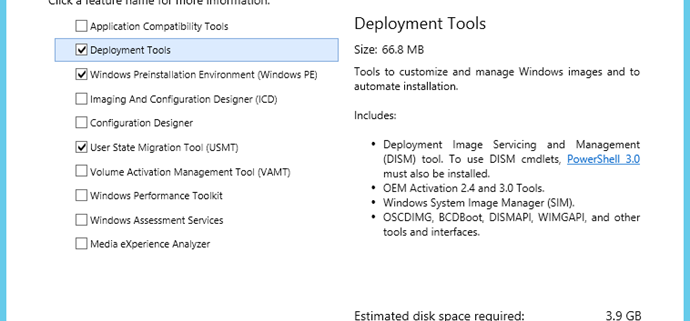 Click a feature name for more information.
Application Compatibility Tools
Deployment Tools
Windows Preinstallation Environment (Windows PE)
Imaging And Configuration Designer (ICD)
Configuration Designer
User State Migration Tool (USMT)
Volume Activation Management Tool (VAMT)
Windows Performance Toolkit
Windows Assessment Services
Media eXperience Analyzer
Deployment Tools
Size: 66.8 MB
Tools to customize and manage Windows images and to
automate installation.
Includes:
• Deployment Image Servicing and Management
(DISM) tool. To use DISM cmdlets, PowerShell 3.0
must also be installed.
• OEM Activation 2.4 and 3.0 Tools.
• Windows System Image Manager (SIM).
• OSCDIMG, BCDBoot, DISMAPI, WIMGAPI, and other
tools and interfaces.
Estimated disk space required: 3.9 GB